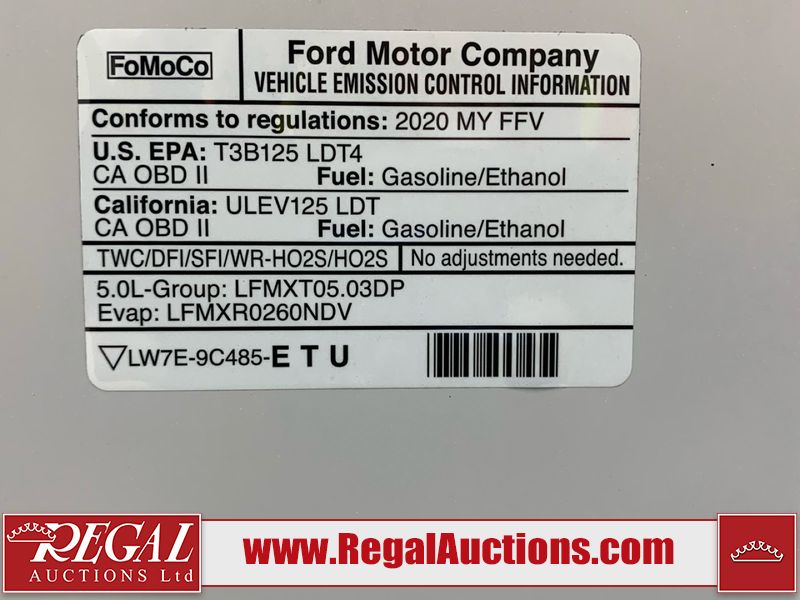 FoMoCo
Ford Motor Company
VEHICLE EMISSION CONTROL INFORMATION
Conforms to regulations: 2020 MY FFV
U.S. EPA: T3B125 LDT4
CA OBD II Fuel: Gasoline/Ethanol
California: ULEV125 LDT
CA OBD II Fuel: Gasoline/Ethanol
TWC/DFI/SFI/WR-HO2S/HO2S No adjustments needed.
5.0L-Group: LFMXT05.03DP
Evap: LFMXR0260NDV
LW7E-9C485-E T U
REGAL
AUCTIONS Ltd
www.RegalAuctions.com